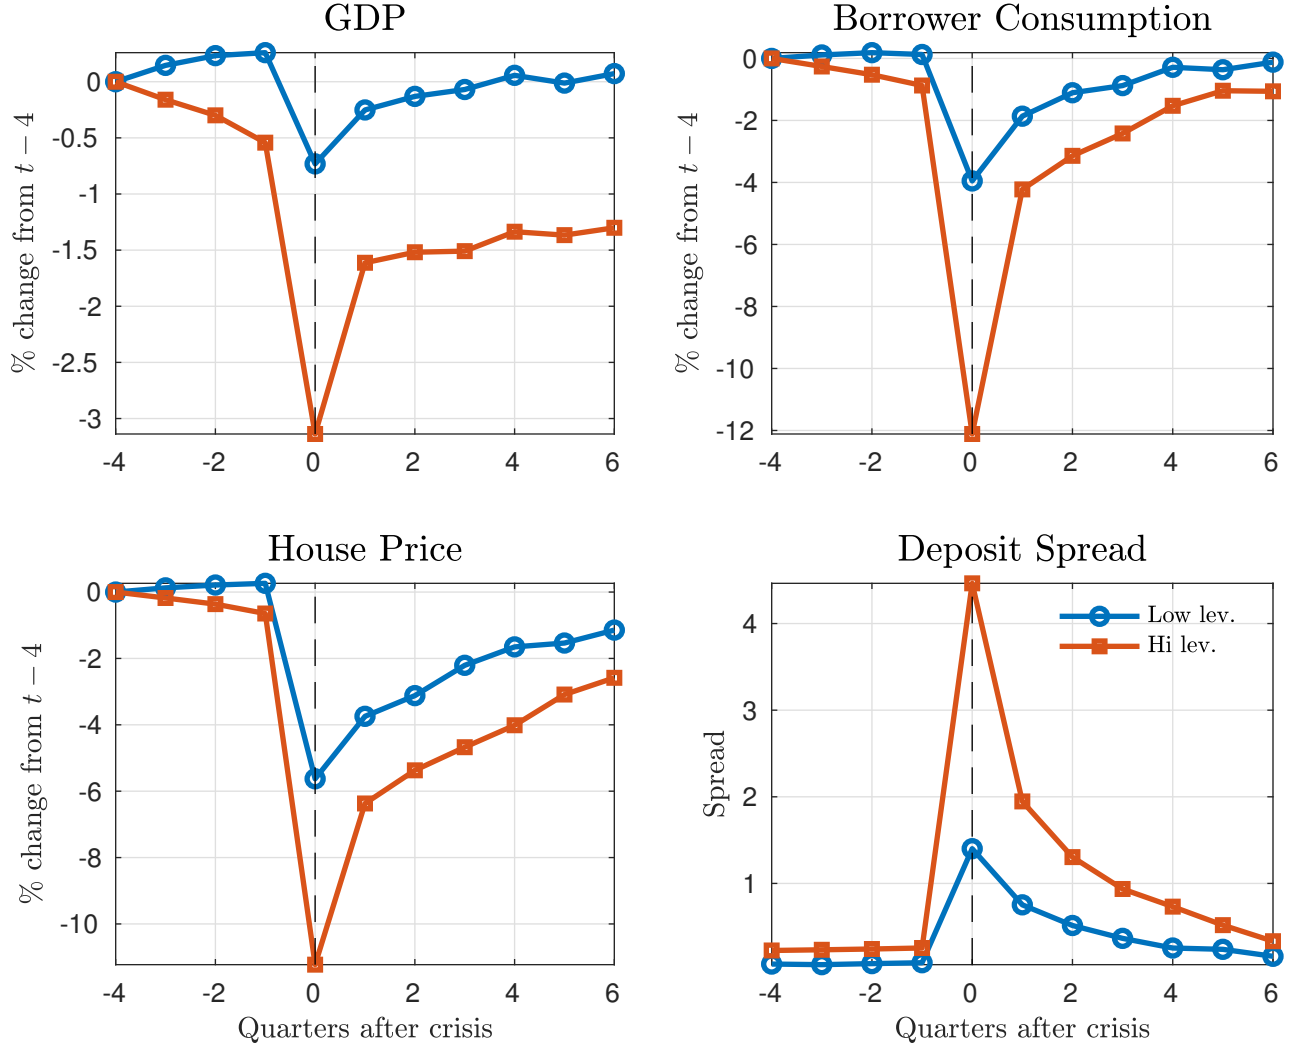 GDP
% change from t − 4
0
-0.5
-1
-1.5
-2
-2.5
-3
-4 -2 0 2 4 6
Borrower Consumption
% change from t − 4
0
-2
-4
-6
-8
-10
-12
-4 -2 0 2 4 6
House Price
% change from t − 4
0
-2
-4
-6
-8
-10
-4 -2 0 2 4 6
Quarters after crisis
Deposit Spread
Spread
4
3
2
1
Low lev.
Hi lev.
-4 -2 0 2 4 6
Quarters after crisis